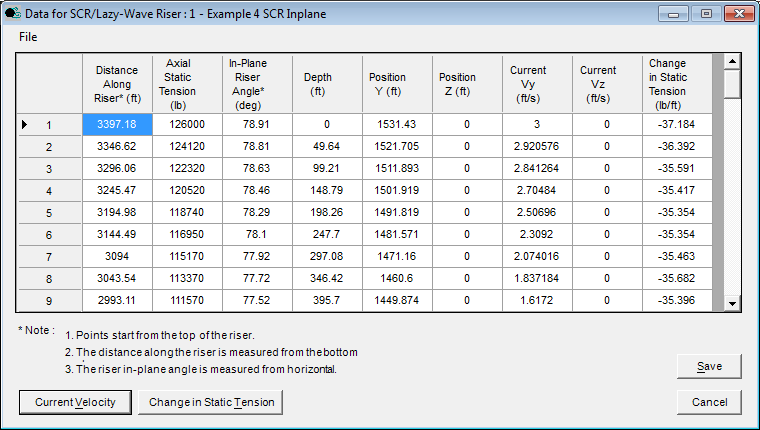 Data for SCR/Lazy-Wave Riser : 1 - Example 4 SCR Inplane
File
Distance Along Riser* (ft) Axial Static Tension (lb) In-Plane Riser Angle* (deg) Depth (ft) Position Y (ft) Position Z (ft) Current Vy (ft/s) Current Vz (ft/s) Change in Static Tension (lb/ft)
1 3397.18 126000 78.91 0 1531.43 0 3 0 -37.184
2 3346.62 124120 78.81 49.64 1521.705 0 2.920576 0 -36.392
3 3296.06 122320 78.63 99.21 1511.893 0 2.841264 0 -35.591
4 3245.47 120520 78.46 148.79 1501.919 0 2.70484 0 -35.417
5 3194.98 118740 78.29 198.26 1491.819 0 2.50696 0 -35.354
6 3144.49 116950 78.1 247.7 1481.571 0 2.3092 0 -35.354
7 3094 115170 77.92 297.08 1471.16 0 2.074016 0 -35.463
8 3043.54 113370 77.72 346.42 1460.6 0 1.837184 0 -35.682
9 2993.11 111570 77.52 395.7 1449.874 0 1.6172 0 -35.396
* Note : 1. Points start from the top of the riser.
2. The distance along the riser is measured from the bottom
3. The riser in-plane angle is measured from horizontal.
Save
Current Velocity Change in Static Tension Cancel